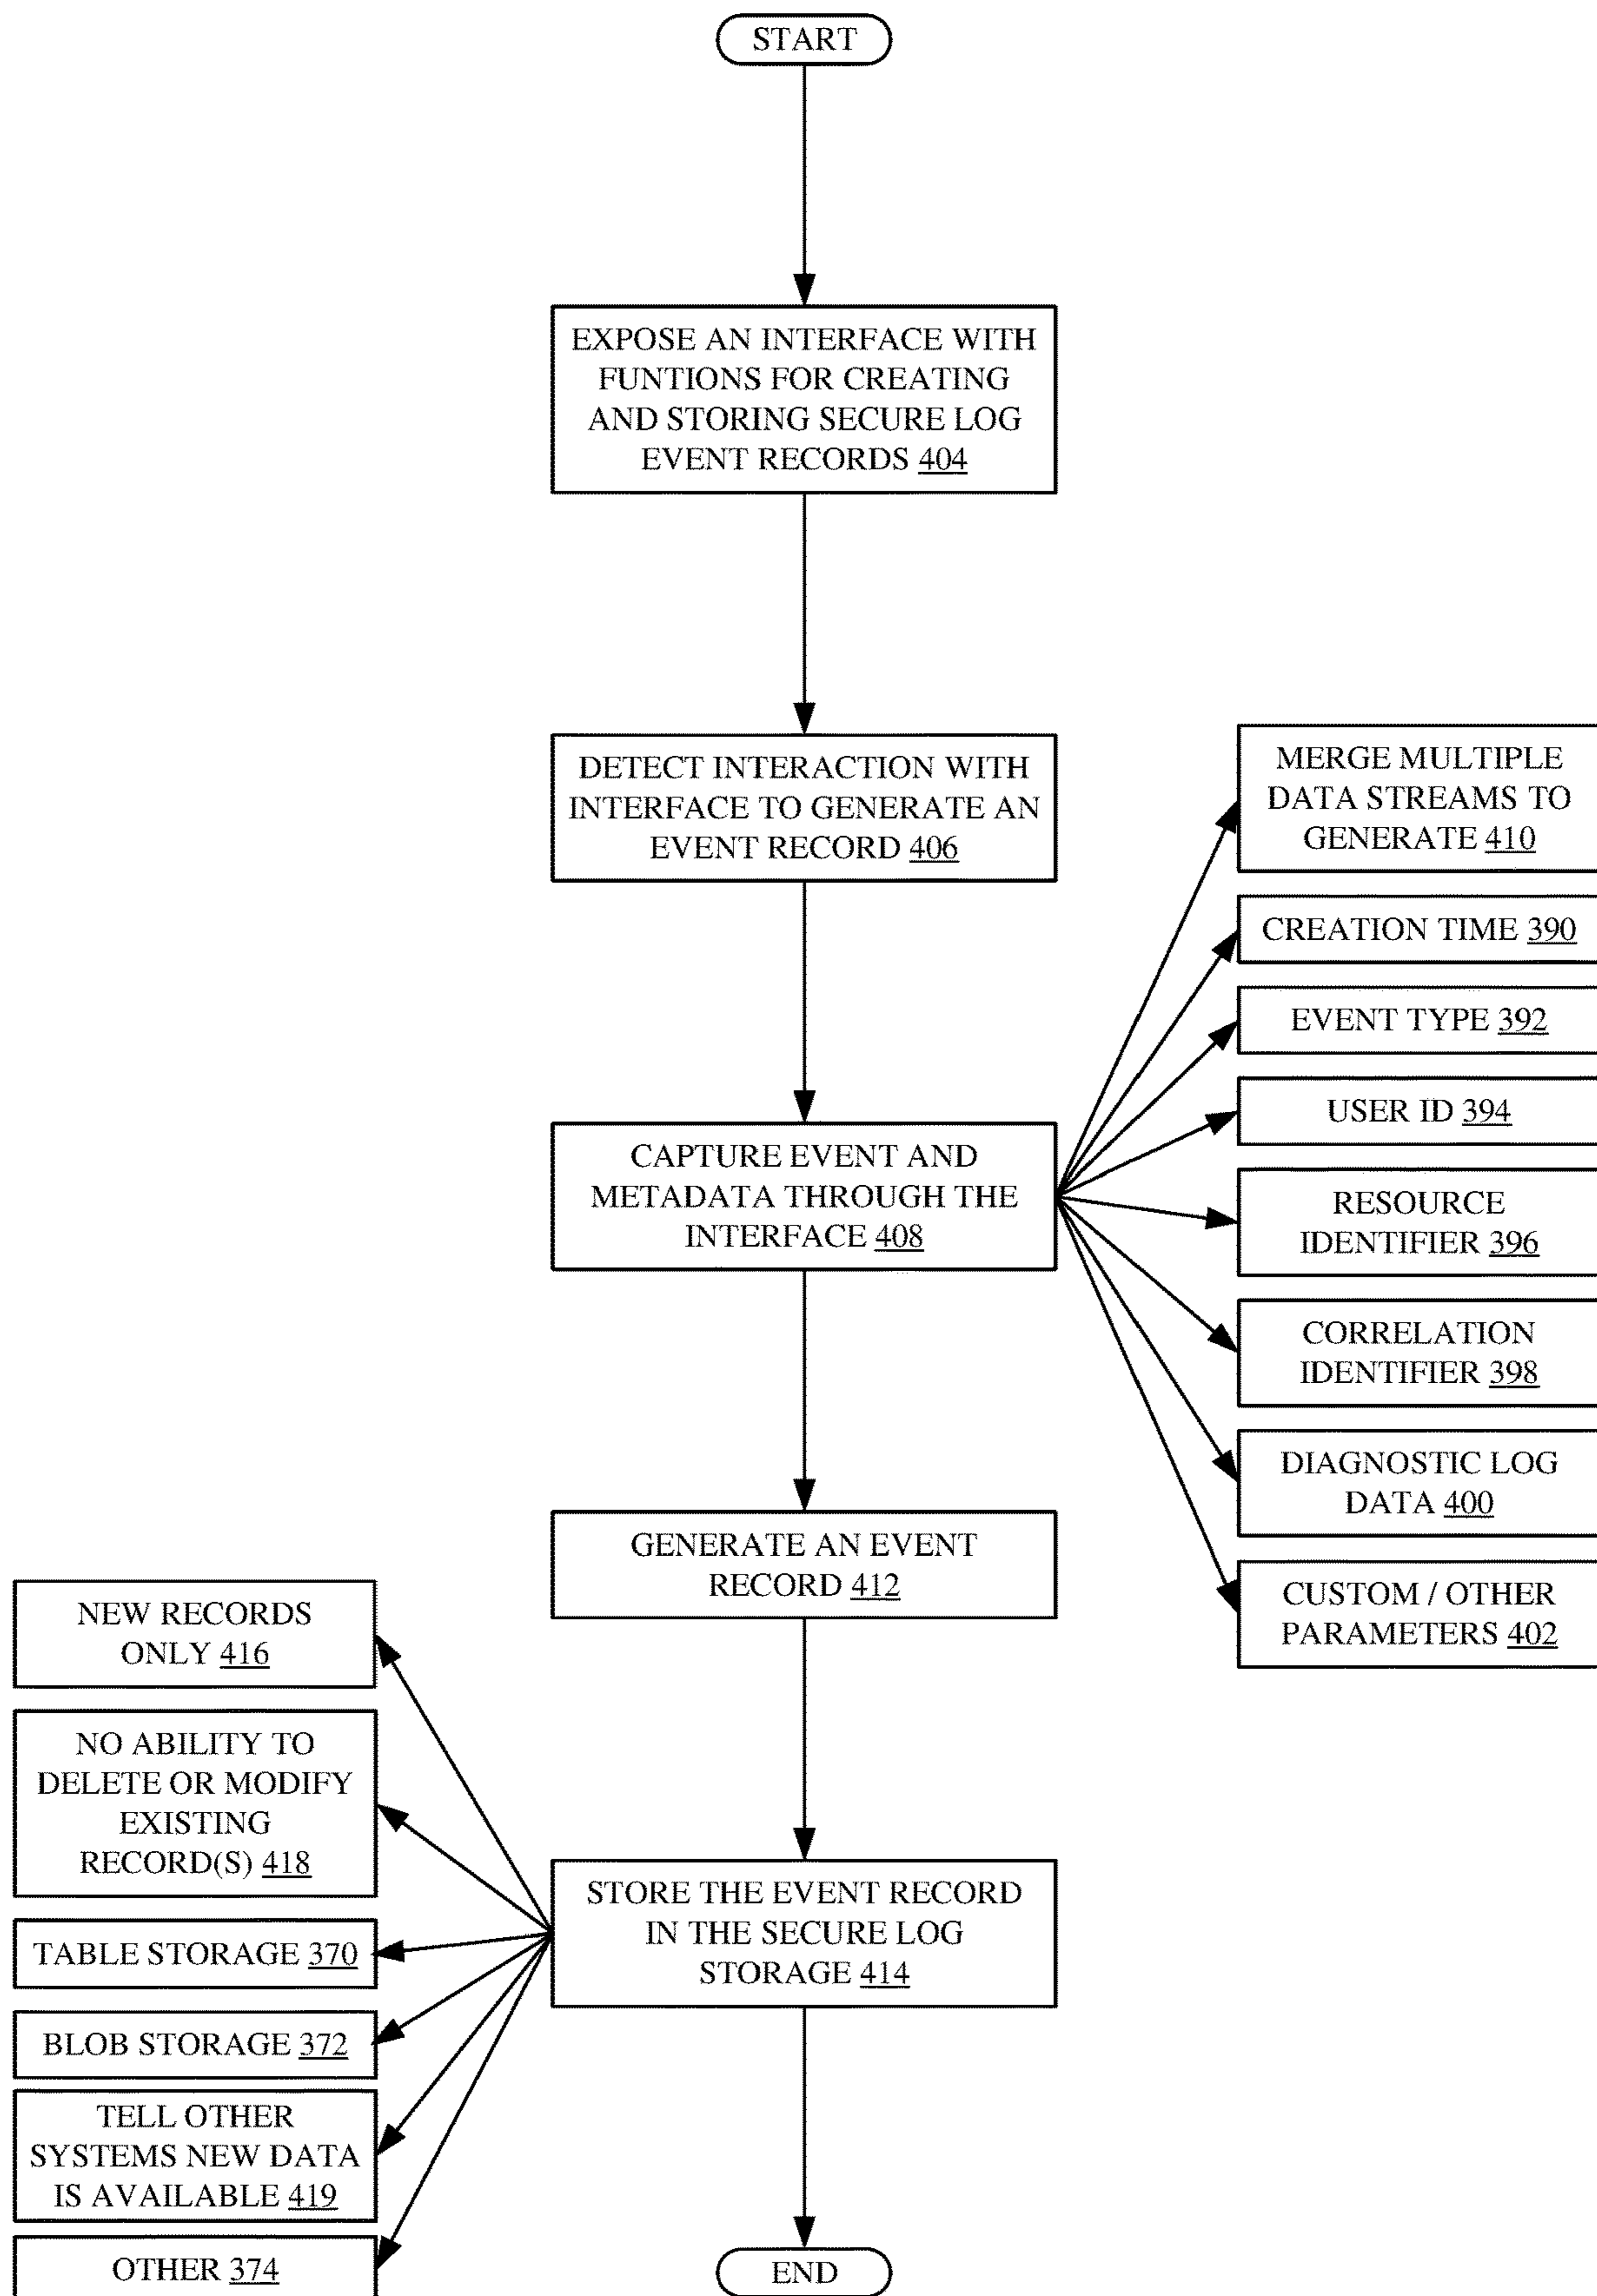 START
EXPOSE AN INTERFACE WITH
FUNTIONS FOR CREATING
AND STORING SECURE LOG
EVENT RECORDS 404
DETECT INTERACTION WITH
INTERFACE TO GENERATE AN
EVENT RECORD 406
MERGE MULTIPLE
DATA STREAMS TO
GENERATE 410
CREATION TIME 390
EVENT TYPE 392
USER ID 394
CAPTURE EVENT AND
METADATA THROUGH THE
INTERFACE 408
RESOURCE
IDENTIFIER 396
CORRELATION
IDENTIFIER 398
DIAGNOSTIC LOG
DATA 400
CUSTOM / OTHER
PARAMETERS 402
GENERATE AN EVENT
RECORD 412
NEW RECORDS
ONLY 416
NO ABILITY TO
DELETE OR MODIFY
EXISTING
RECORD(S) 418
TABLE STORAGE 370
BLOB STORAGE 372
TELL OTHER
SYSTEMS NEW DATA
IS AVAILABLE 419
OTHER 374
STORE THE EVENT RECORD
IN THE SECURE LOG
STORAGE 414
END